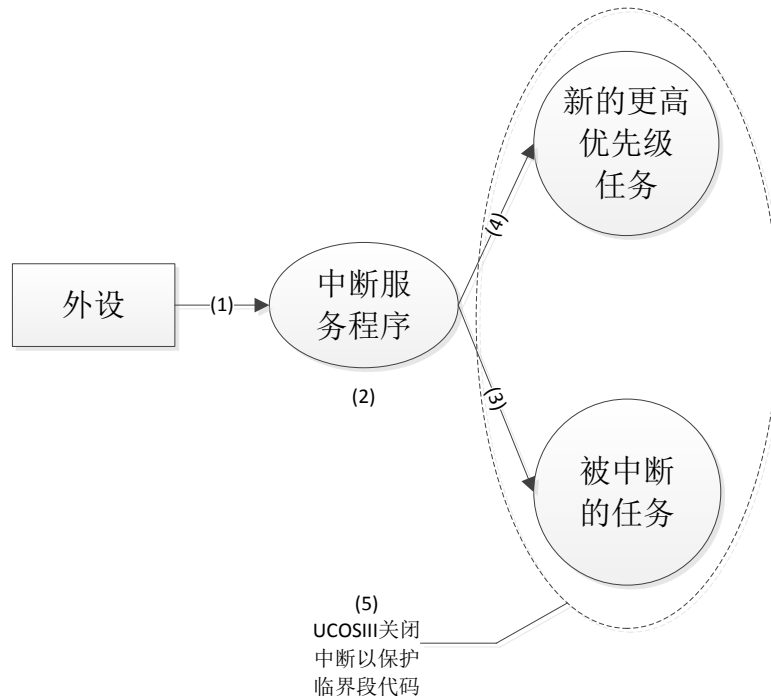 新的更高
优先级
任务
(4)
外设
(1)
中断服
务程序
(2)
(3)
被中断
的任务
(5)
UCOSIII关闭
中断以保护
临界段代码